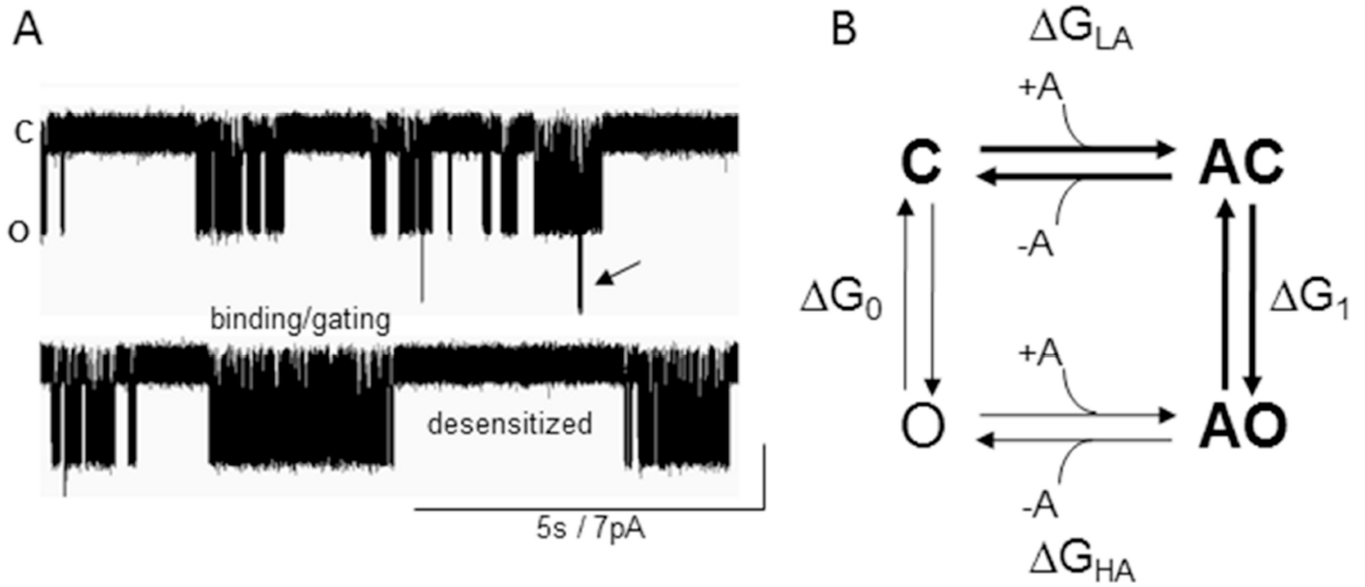 A
C
O
binding/gating
desensitized
5s / 7pA
B
ΔG_LA
+A
C AC
-A
ΔG_0 ΔG_1
+A
O AO
-A
ΔG_HA